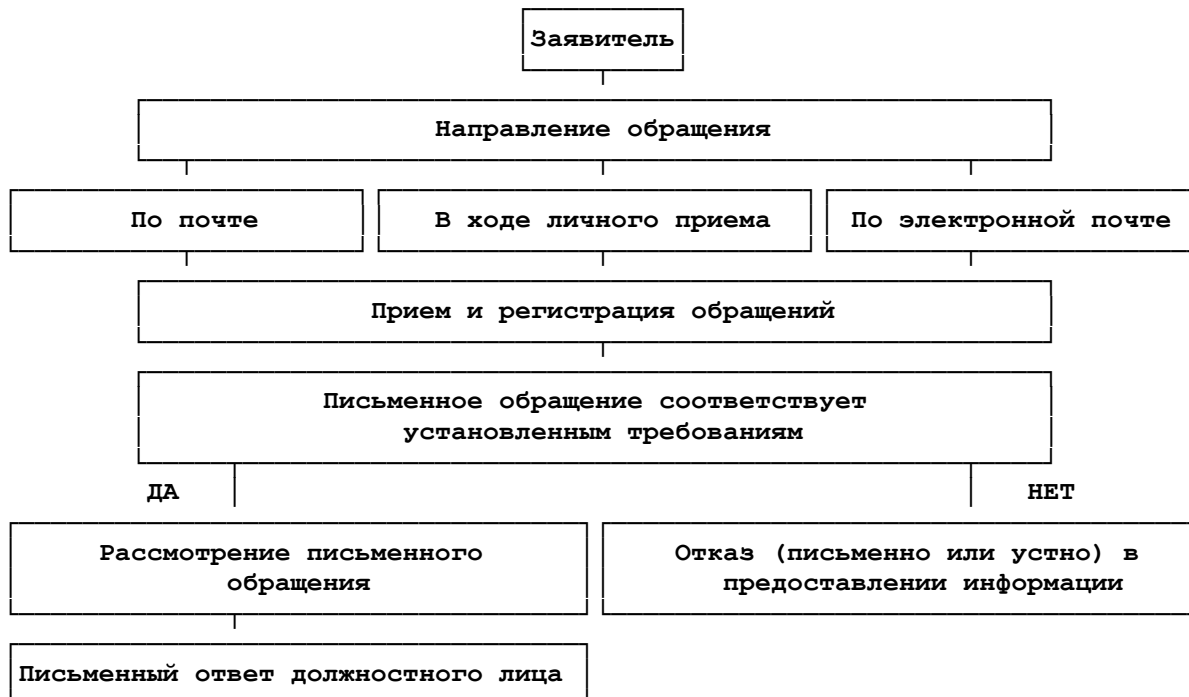 Заявитель
Направление обращения
По почте
В ходе личного приема
По электронной почте
Прием и регистрация обращений
Письменное обращение соответствует
установленным требованиям
ДА
НЕТ
Рассмотрение письменного
обращения
Отказ (письменно или устно) в
предоставлении информации
Письменный ответ должностного лица